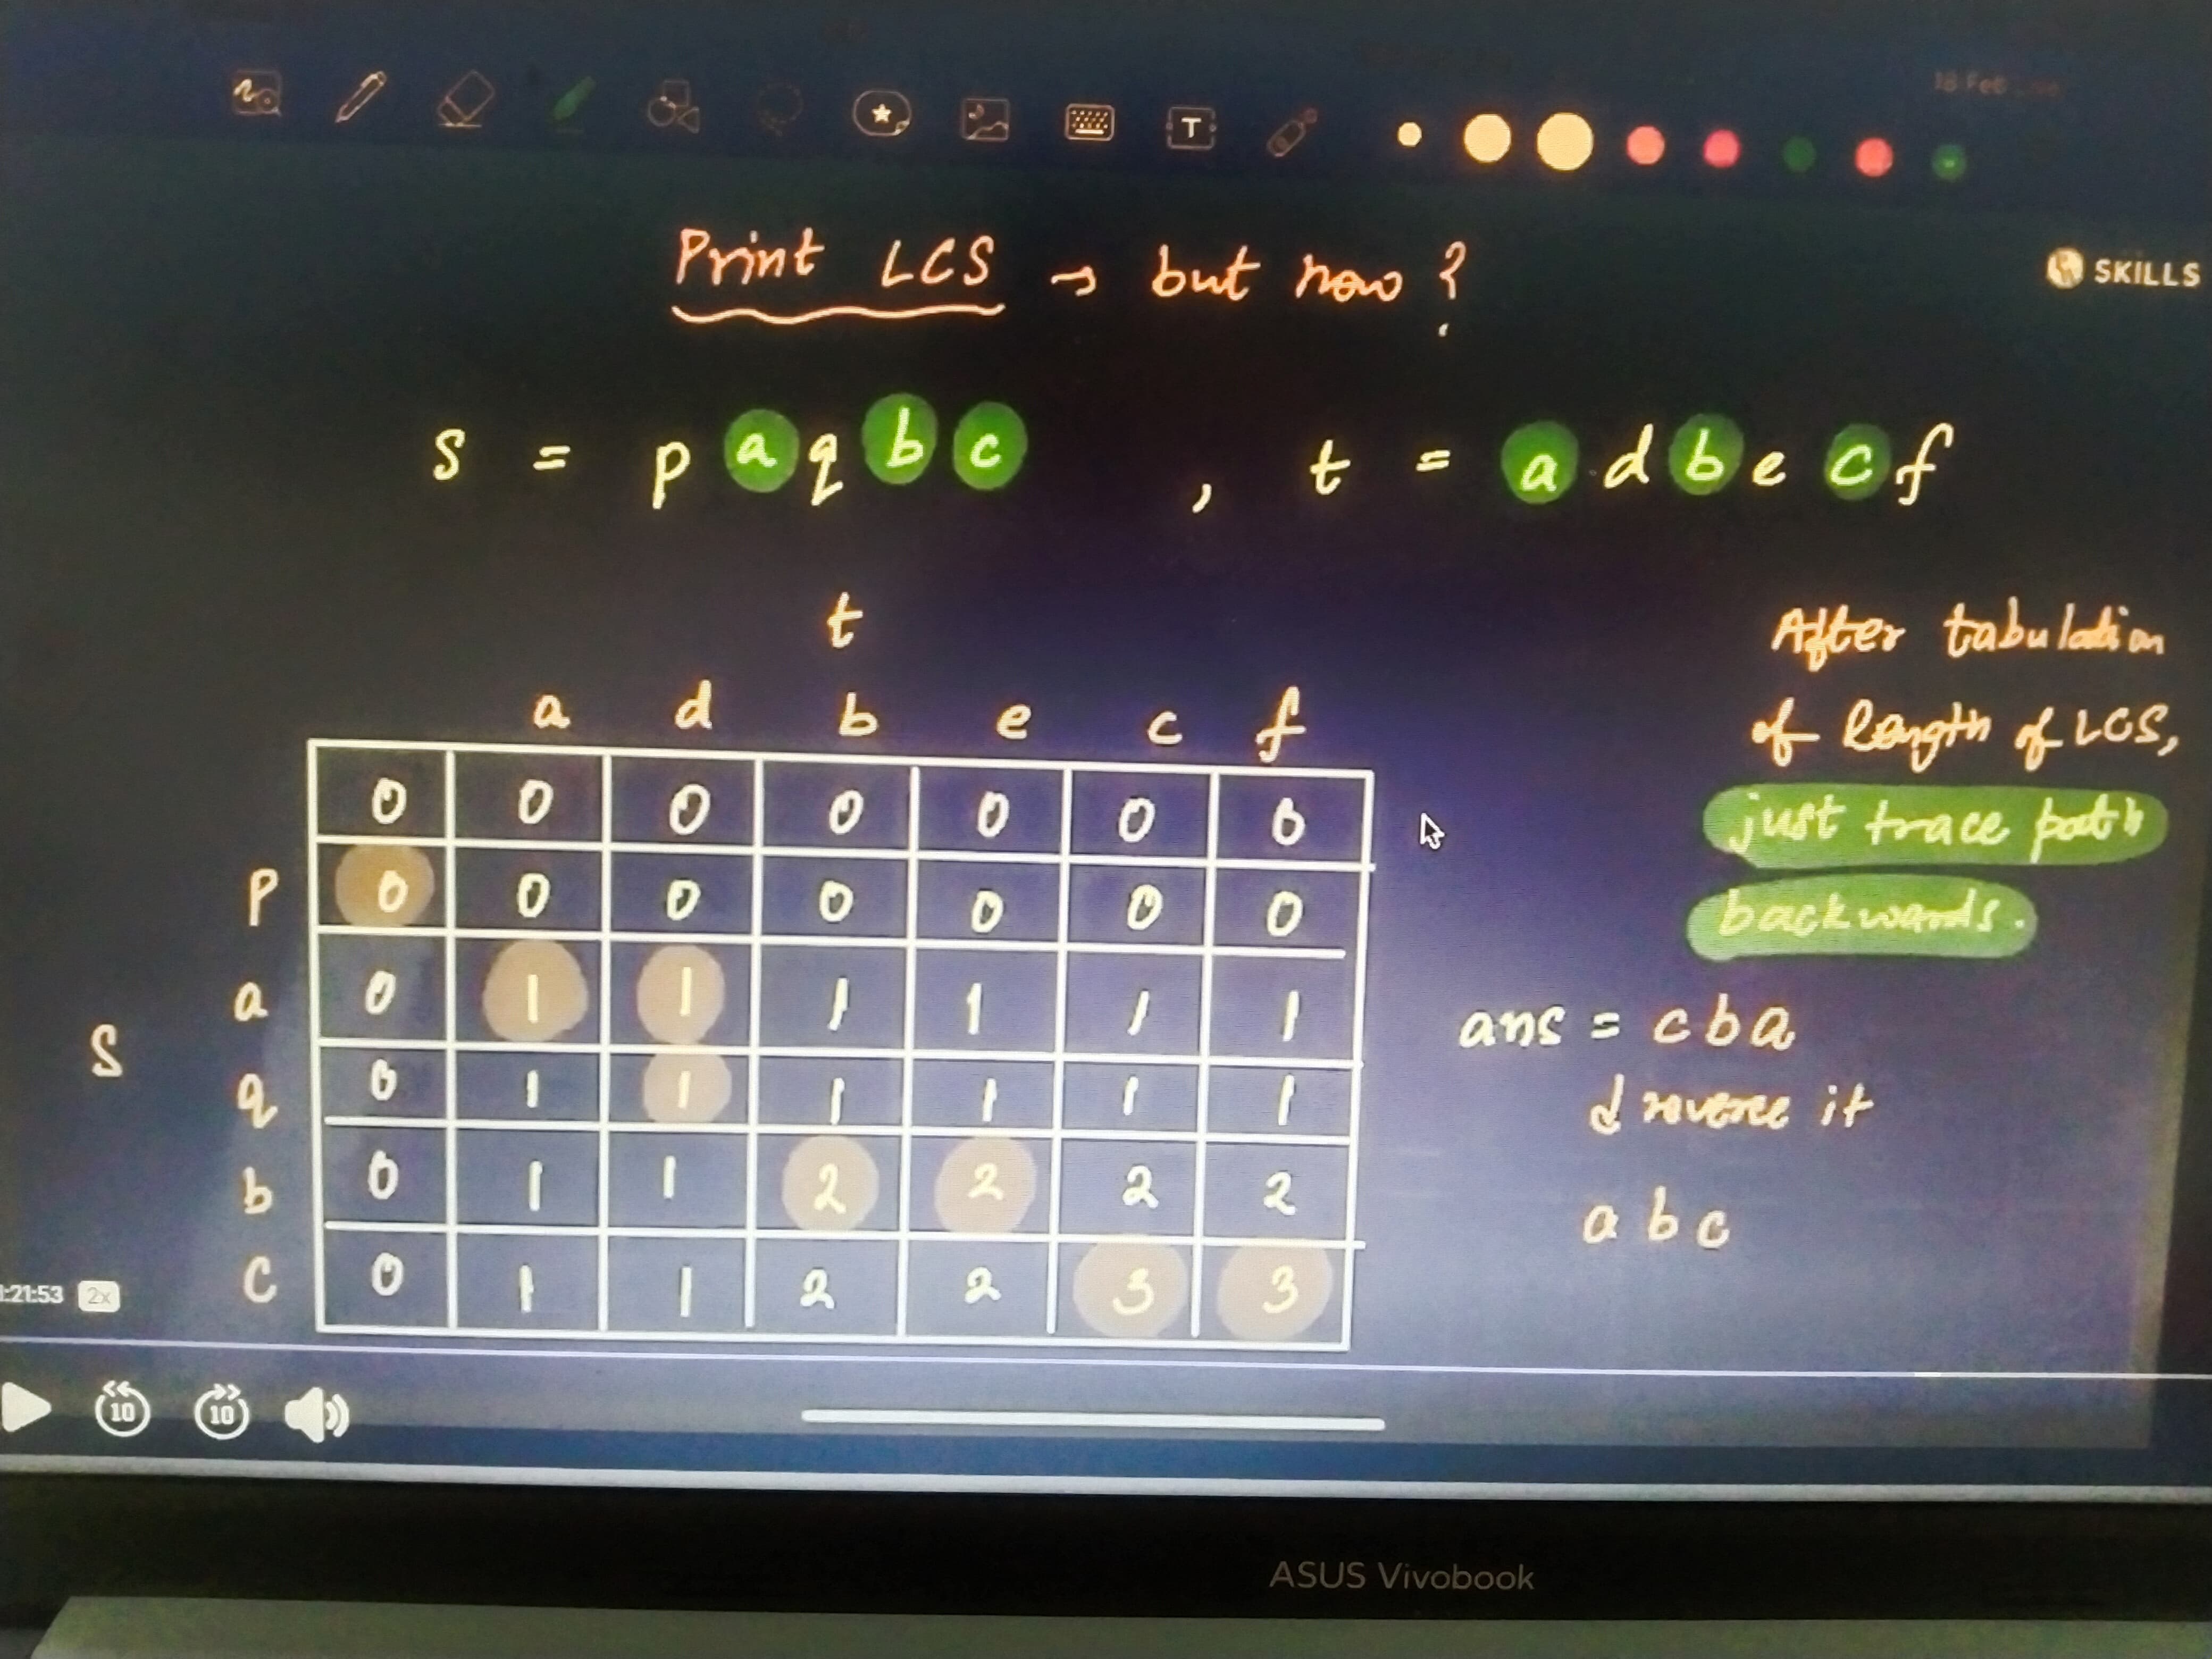 18 Feb
T
Print LCS → but how ?
SKILLS
s = p a q b c , t = a d b e c f
t
After tabulation
of length of LCS,
just trace path
backwards.
a d b e c f
0 0 0 0 0 0 0
p 0 0 0 0 0 0 0
a 0 1 1 1 1 1 1
S
q 0 1 1 1 1 1 1
b 0 1 1 2 2 2 2
c 0 1 1 2 2 3 3
ans = c b a
↓ reverse it
a b c
:21:53 2x
10 10
ASUS Vivobook